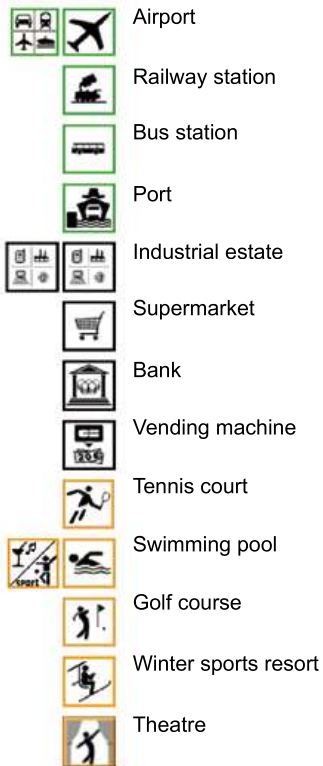 Airport
Railway station
Bus station
Port
Industrial estate
Supermarket
Bank
Vending machine
Tennis court
Swimming pool
sport
Golf course
Winter sports resort
Theatre